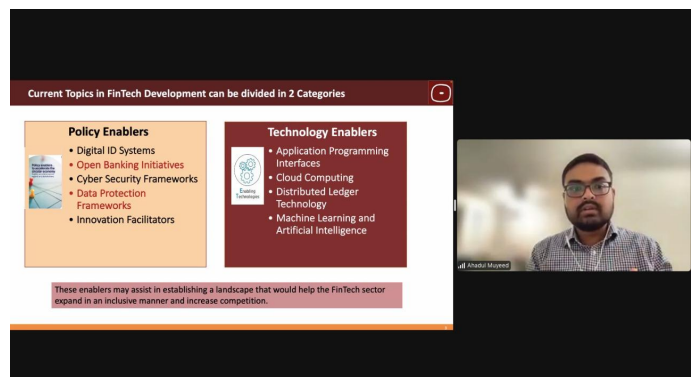 Current Topics in FinTech Development can be divided in 2 Categories
Policy Enablers
• Digital ID Systems
• Open Banking Initiatives
• Cyber Security Frameworks
• Data Protection
Frameworks
• Innovation Facilitators
Technology Enablers
• Application Programming
Interfaces
• Cloud Computing
• Distributed Ledger
Technology
• Machine Learning and
Artificial Intelligence
Enabling
Technologies
These enablers may assist in establishing a landscape that would help the FinTech sector
expand in an inclusive manner and increase competition.
Ahadul Muyeed